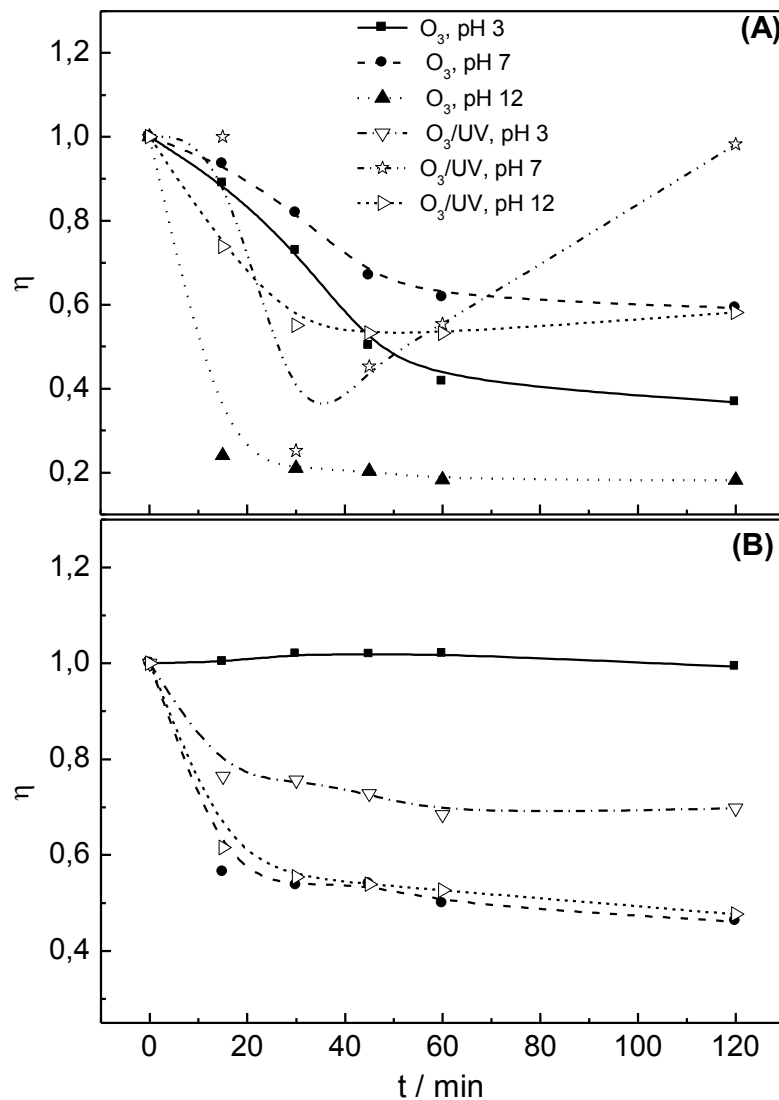 (A)
O₃, pH 3
O₃, pH 7
O₃, pH 12
O₃/UV, pH 3
O₃/UV, pH 7
O₃/UV, pH 12
1,2
1,0
0,8
0,6
0,4
0,2
η
(B)
1,2
1,0
0,8
0,6
0,4
η
0 20 40 60 80 100 120
t / min